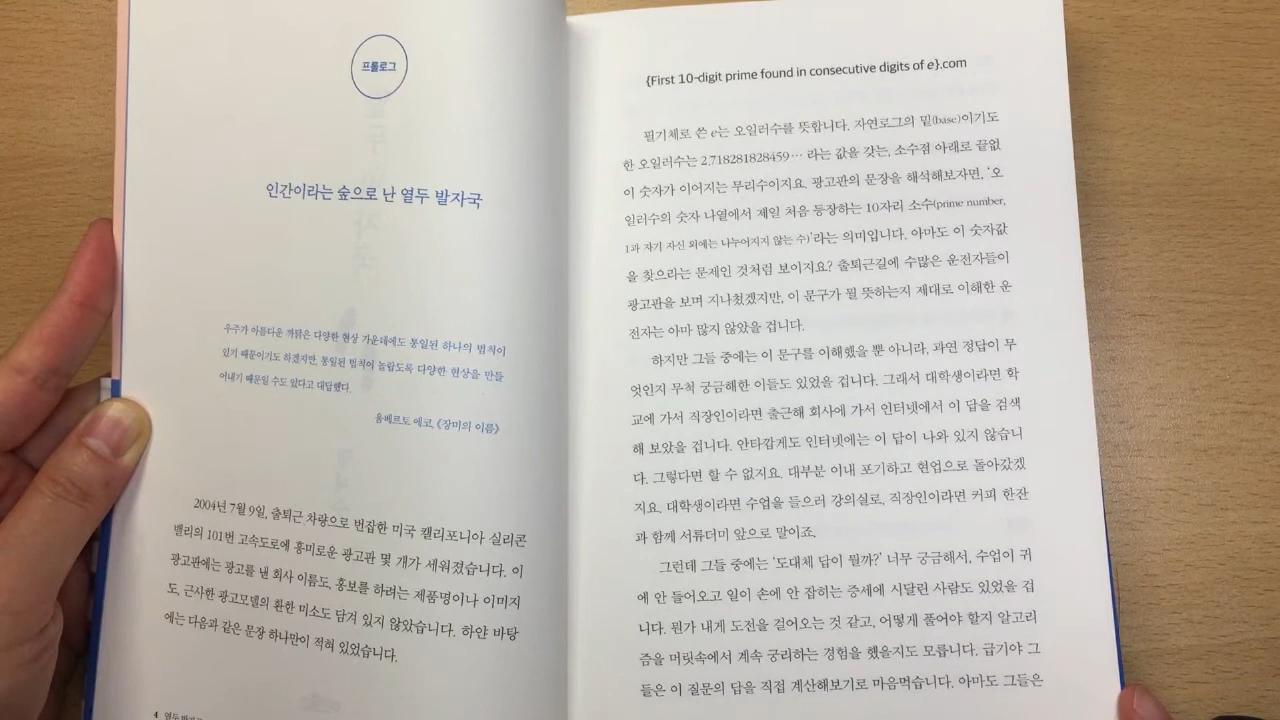 프롤로그
인간이라는 숲으로 난 열두 발자국
우주가 아름다운 까닭은 다양한 현상 가운데에도 통일된 하나의 법칙이
있기 때문이기도 하겠지만, 통일된 법칙이 놀랍도록 다양한 현상을 만들
어내기 때문일 수도 있다고 대답했다.
움베르토 에코, 《장미의 이름》
2004년 7월 9일, 출퇴근 차량으로 번잡한 미국 캘리포니아 실리콘
밸리의 101번 고속도로에 흥미로운 광고판 몇 개가 세워졌습니다. 이
광고판에는 광고를 낸 회사 이름도, 홍보를 하려는 제품명이나 이미지
도, 근사한 광고모델의 환한 미소도 담겨 있지 않았습니다. 하얀 바탕
에는 다음과 같은 문장 하나만이 적혀 있었습니다.
4 열두 발자국
{First 10-digit prime found in consecutive digits of e}.com
필기체로 쓴 e는 오일러수를 뜻합니다. 자연로그의 밑(base)이기도
한 오일러수는 2.718281828459… 라는 값을 갖는, 소수점 아래로 끝없
이 숫자가 이어지는 무리수이지요. 광고판의 문장을 해석해보자면, ‘오
일러수의 숫자 나열에서 제일 처음 등장하는 10자리 소수(prime number,
1과 자기 자신 외에는 나누어지지 않는 수)’라는 의미입니다. 아마도 이 숫자값
을 찾으라는 문제인 것처럼 보이지요? 출퇴근길에 수많은 운전자들이
광고판을 보며 지나쳤겠지만, 이 문구가 뭘 뜻하는지 제대로 이해한 운
전자는 아마 많지 않았을 겁니다.
하지만 그들 중에는 이 문구를 이해했을 뿐 아니라, 과연 정답이 무
엇인지 무척 궁금해한 이들도 있었을 겁니다. 그래서 대학생이라면 학
교에 가서 직장인이라면 출근해 회사에 가서 인터넷에서 이 답을 검색
해 보았을 겁니다. 안타깝게도 인터넷에는 이 답이 나와 있지 않습니
다. 그렇다면 할 수 없지요. 대부분 이내 포기하고 현업으로 돌아갔겠
지요. 대학생이라면 수업을 들으러 강의실로, 직장인이라면 커피 한잔
과 함께 서류더미 앞으로 말이죠.
그런데 그들 중에는 ‘도대체 답이 뭘까?’ 너무 궁금해서, 수업이 귀
에 안 들어오고 일이 손에 안 잡히는 증세에 시달린 사람도 있었을 겁
니다. 뭔가 내게 도전을 걸어오는 것 같고, 어떻게 풀어야 할지 알고리
즘을 머릿속에서 계속 궁리하는 경험을 했을지도 모릅니다. 급기야 그
들은 이 질문의 답을 직접 계산해보기로 마음먹습니다. 아마도 그들은